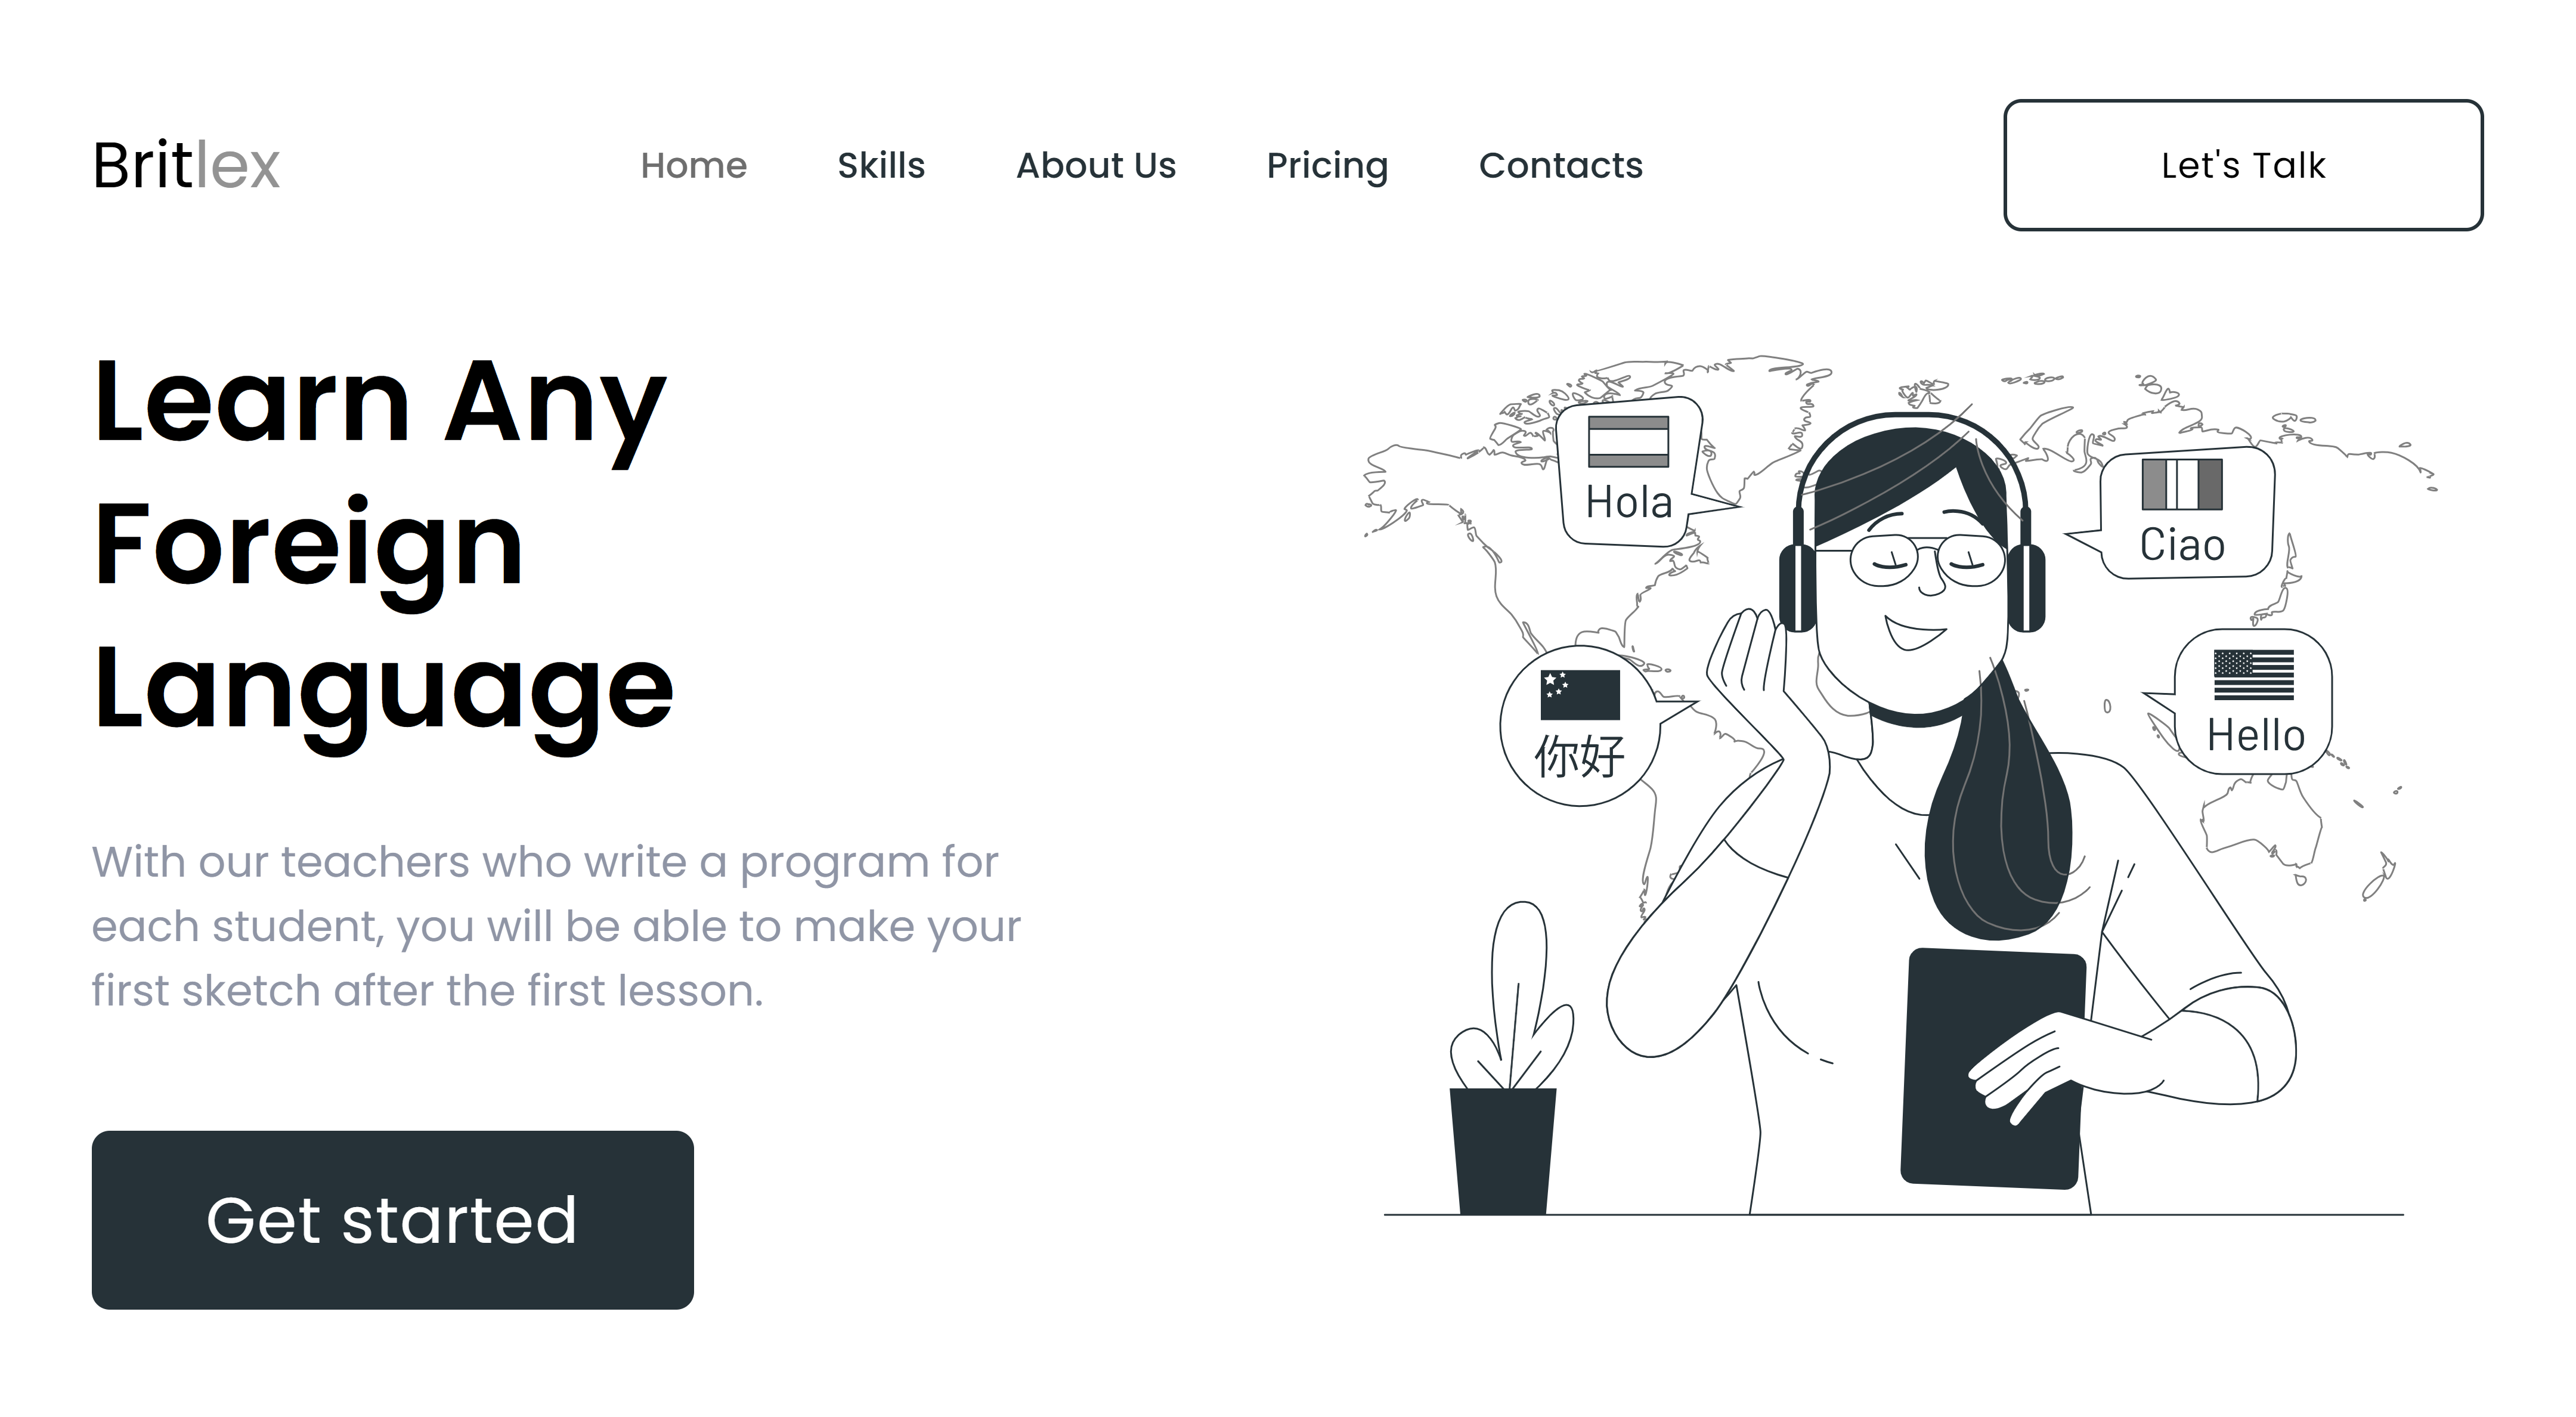 Britlex
Home Skills About Us Pricing Contacts
Let's Talk
Learn Any
Foreign
Language
With our teachers who write a program for
each student, you will be able to make your
first sketch after the first lesson.
Get started
Hola
Ciao
你好
Hello